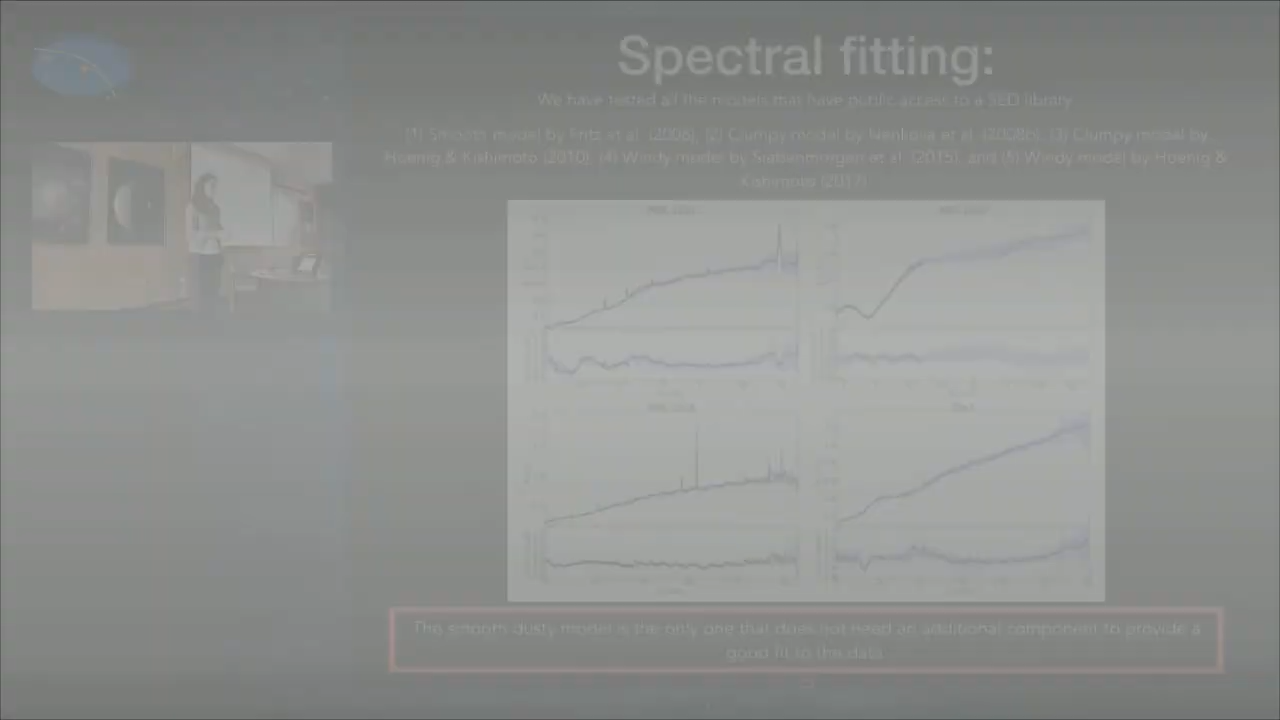 Spectral fitting:
We have tested all the models that have public access to a SED library
(1) Smooth model by Fritz et al. (2006), (2) Clumpy model by Nenkova et al. (2008b), (3) Clumpy model by
Hoenig & Kishimoto (2010), (4) Windy model by Siebenmorgen et al. (2015), and (5) Windy model by Hoenig &
Kishimoto (2017)
The smooth dusty model is the only one that does not need an additional component to provide a
good fit to the data